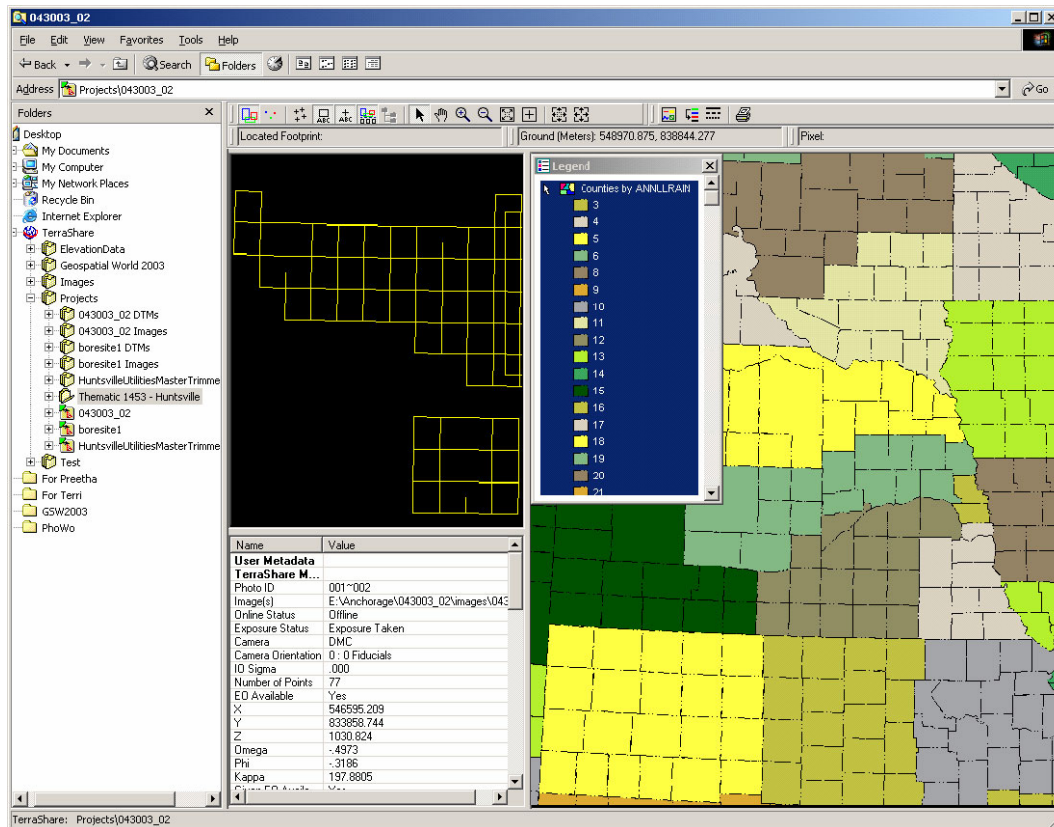 043003_02
File Edit View Favorites Tools Help
Back Search Folders
Address Projects\043003_02 Go
Folders
Desktop
My Documents
My Computer
My Network Places
Recycle Bin
Internet Explorer
TerraShare
ElevationData
Geospatial World 2003
Images
Projects
043003_02 DTMs
043003_02 Images
boresite1 DTMs
boresite1 Images
HuntsvilleUtilitiesMasterTrimme
Thematic 1453 - Huntsville
043003_02
boresite1
HuntsvilleUtilitiesMasterTrimme
Test
For Preetha
For Terri
GSW2003
PhoWo
ABC ABC
Located Footprint: Ground (Meters): 548970.875, 838844.277 Pixel:
Legend
Counties by ANNLLRAIN
3
4
5
6
8
9
10
11
12
13
14
15
16
17
18
19
20
21
Name Value
User Metadata
TerraShare M...
Photo ID 001~002
Image(s) E:\Anchorage\043003_02\images\043
Online Status Offline
Exposure Status Exposure Taken
Camera DMC
Camera Orientation 0 : 0 Fiducials
IO Sigma .000
Number of Points 77
EO Available Yes
X 546595.209
Y 833858.744
Z 1030.824
Omega -.4973
Phi -.3186
Kappa 197.8805
TerraShare: Projects\043003_02